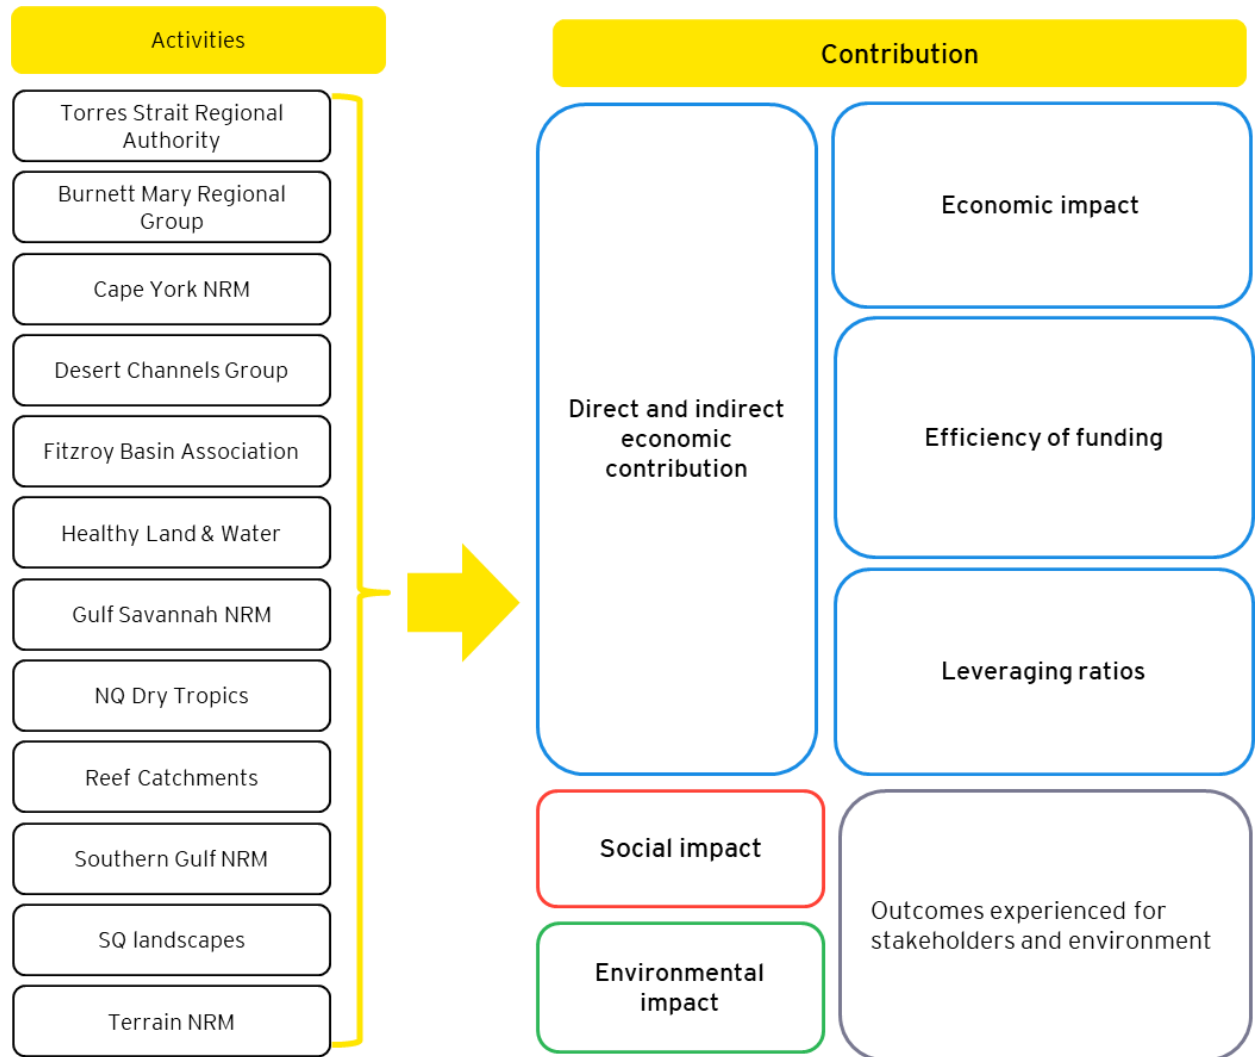 Activities
Torres Strait Regional
Authority
Burnett Mary Regional
Group
Cape York NRM
Desert Channels Group
Fitzroy Basin Association
Healthy Land & Water
Gulf Savannah NRM
NQ Dry Tropics
Reef Catchments
Southern Gulf NRM
SQ landscapes
Terrain NRM
Contribution
Direct and indirect
economic
contribution
Economic impact
Efficiency of funding
Leveraging ratios
Social impact
Environmental
impact
Outcomes experienced for
stakeholders and environment